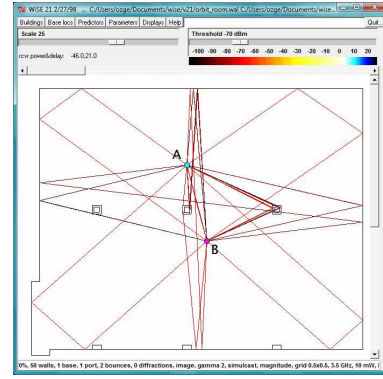 WiSE 21 2/27/98 -- C:/Users/ozge/Documents/wise/v21/orbit_room.wal C:/Users/ozge/Documents/wise...
Buildings Base locs Predictors Parameters Displays Help Quit
Scale 25
Threshold -70 dBm
rcv power&delay: -46.0,21.0
-100 -90 -80 -70 -60 -50 -40 -30 -20 -10 0 10 20
A
B
0%, 50 walls, 1 base, 1 port, 2 bounces, 0 diffractions, image, gamma 2, simulcast, magnitude, grid 0.5x0.5, 3.5 GHz, 10 mW,